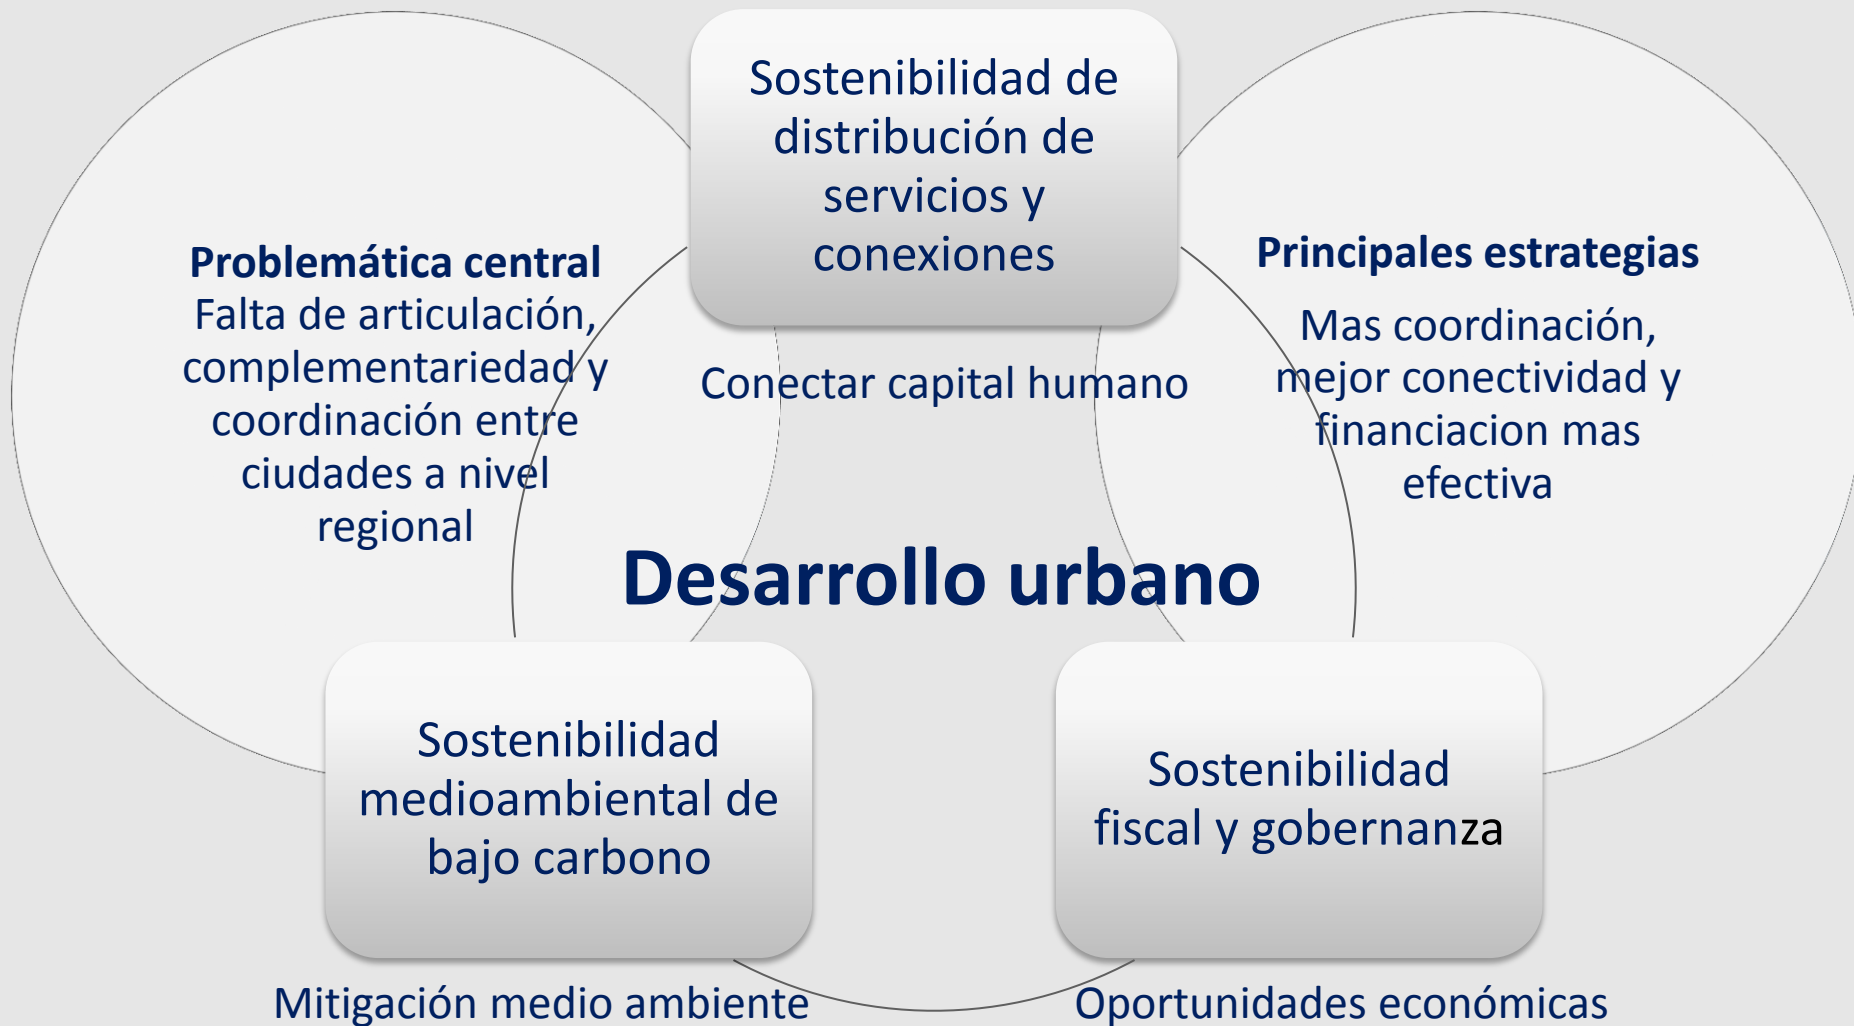 Sostenibilidad de
distribución de
servicios y
conexiones
Problemática central
Falta de articulación,
complementariedad y
coordinación entre
ciudades a nivel
regional
Conectar capital humano
Principales estrategias
Mas coordinación,
mejor conectividad y
financiacion mas
efectiva
Desarrollo urbano
Sostenibilidad
medioambiental de
bajo carbono
Sostenibilidad
fiscal y gobernanza
Mitigación medio ambiente
Oportunidades económicas